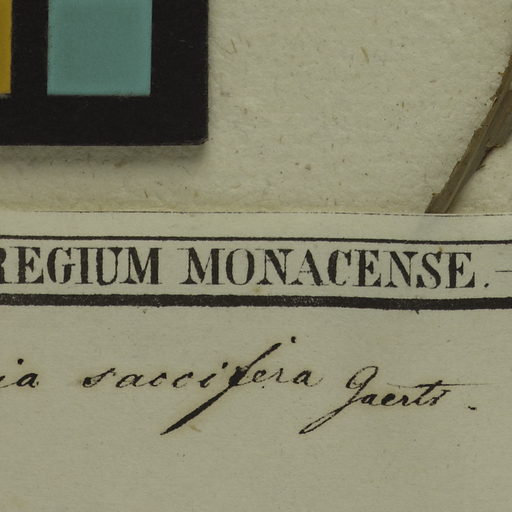 REGIUM MONACENSE.
ia saccifera Gaertn.